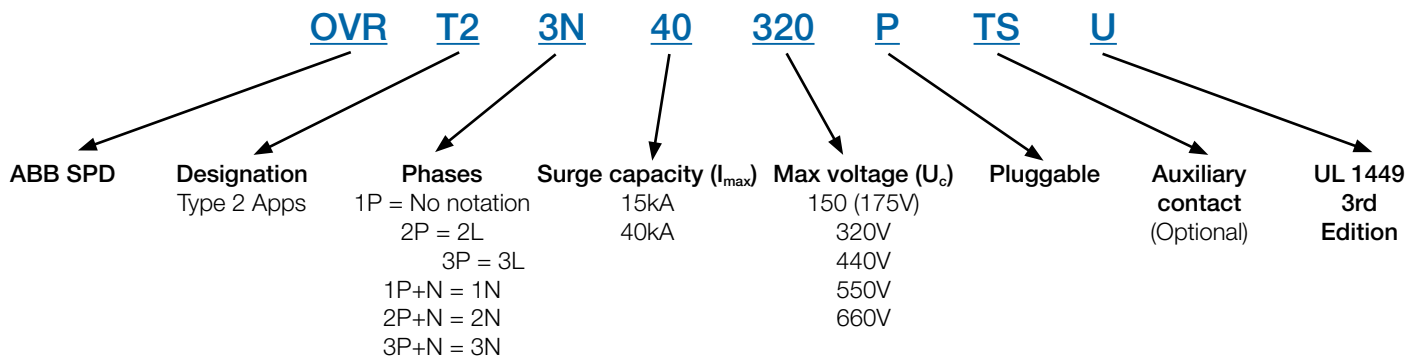 OVR T2 3N 40 320 P TS U
ABB SPD
Designation
Type 2 Apps
Phases
1P = No notation
2P = 2L
3P = 3L
1P+N = 1N
2P+N = 2N
3P+N = 3N
Surge capacity (Imax)
15kA
40kA
Max voltage (Uc)
150 (175V)
320V
440V
550V
660V
Pluggable
Auxiliary
contact
(Optional)
UL 1449
3rd
Edition